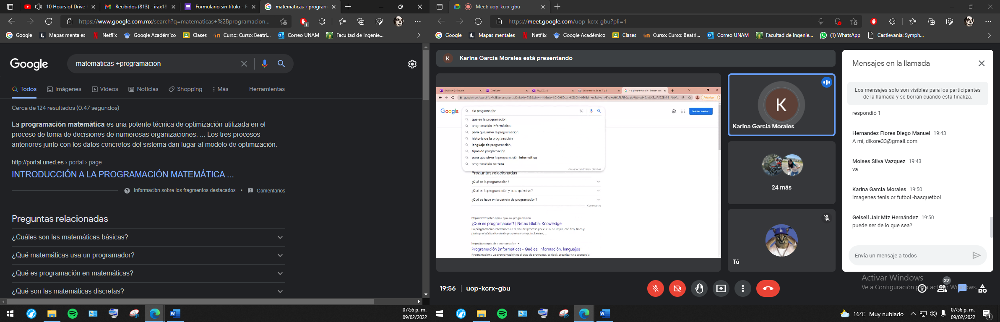 10 Hours of Drive
Recibidos (813) - irax18
Formulario sin título - F
matematicas +program
https://www.google.com.mx/search?q=matematicas+%2Bprogramacion...
1
Google
Mapas mentales
Netflix
Google Académico
Clases
Curso: Curso: Beatri...
Correo UNAM
Facultad de Ingenie...
Google
matematicas +programacion
Todos
Imágenes
Videos
Noticias
Shopping
Más
Herramientas
Cerca de 124 resultados (0.47 segundos)
La programación matemática es una potente técnica de optimización utilizada en el
proceso de toma de decisiones de numerosas organizaciones. ... Los tres procesos
anteriores junto con los datos concretos del sistema dan lugar al modelo de optimización.
http://portal.uned.es › portal › page
INTRODUCCIÓN A LA PROGRAMACIÓN MATEMÁTICA ...
Información sobre los fragmentos destacados • Comentarios
Preguntas relacionadas
¿Cuáles son las matemáticas básicas?
¿Qué matemáticas usa un programador?
¿Qué es programación en matemáticas?
¿Qué son las matemáticas discretas?
07:56 p. m.
09/02/2022
Meet: uop-kcrx-gbu
https://meet.google.com/uop-kcrx-gbu?pli=1
Google
Mapas mentales
Netflix
Google Académico
Clases
Curso: Curso: Beatri...
Correo UNAM
Facultad de Ingenie...
(1) WhatsApp
Castlevania: Symph...
K
Karina Garcia Morales está presentando
KARINA @ Escuela
OneNote
FP_2022-2
Laboratorio Salas A y B
+la programación - Buscar con
Actualizar
Google
+la programación
Iniciar sesión
que es la programación
programación informática
para que sirve la programación
historia de la programación
lenguaje de programación
tipos de programación
para que sirve la programación informática
programación carrera
Denunciar predicciones ofensivas
Preguntas relacionadas
¿Qué es la programación?
¿Qué es la programación y para qué sirve?
¿Qué se hace en la carrera de programación?
Comentarios
https://www.netec.com › que-es-programacion
¿Qué es programación? | Netec Global Knowledge
La programación informática es el arte del proceso por el cual se limpia, codifica, traza y
protege el código fuente de programas computacionales, ...
https://concepto.de › programacion
Programación (Informática) - Qué es, información, lenguajes
Programación : La programación es el acto de programar, es decir, organizar una secuencia
K
Karina Garcia Morales
24 más
Tú
Mensajes en la llamada
Los mensajes solo son visibles para los participantes
de la llamada y se borran cuando esta finaliza.
respondió 1
Hernandez Flores Diego Manuel 19:43
A mí, dikore33@gmail.com
Moises Silva Vazquez 19:43
va
Karina Garcia Morales 19:50
imagenes tenis or futbol -basquetbol
Geisell Jair Mtz Hernández 19:50
puede ser de lo que sea?
Envía un mensaje a todos
19:56 | uop-kcrx-gbu
27
Activar Windows
Ve a Configuración para activar Windows.
16°C Muy nublado
07:56 p. m.
09/02/2022
1